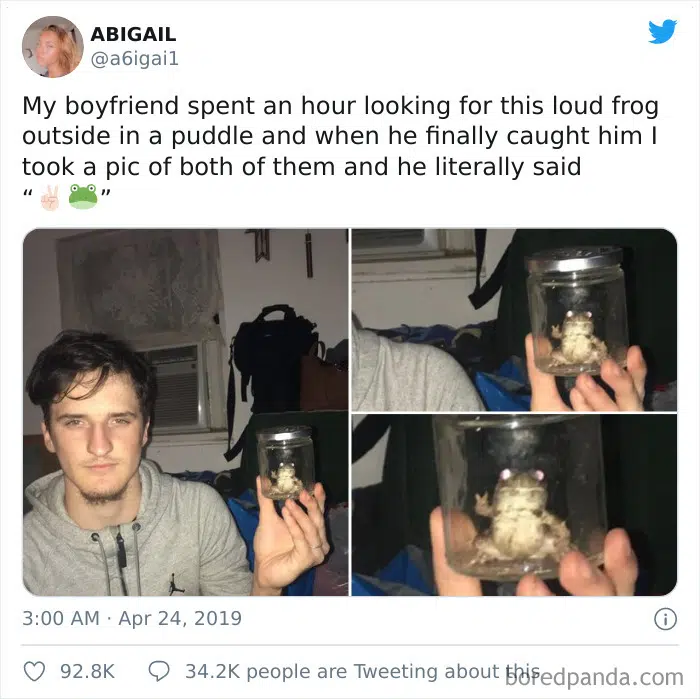 ABIGAIL
@a6igai1
My boyfriend spent an hour looking for this loud frog
outside in a puddle and when he finally caught him I
took a pic of both of them and he literally said
“✌🏻🐸”
3:00 AM · Apr 24, 2019
92.8K 34.2K people are Tweeting about this
boredpanda.com